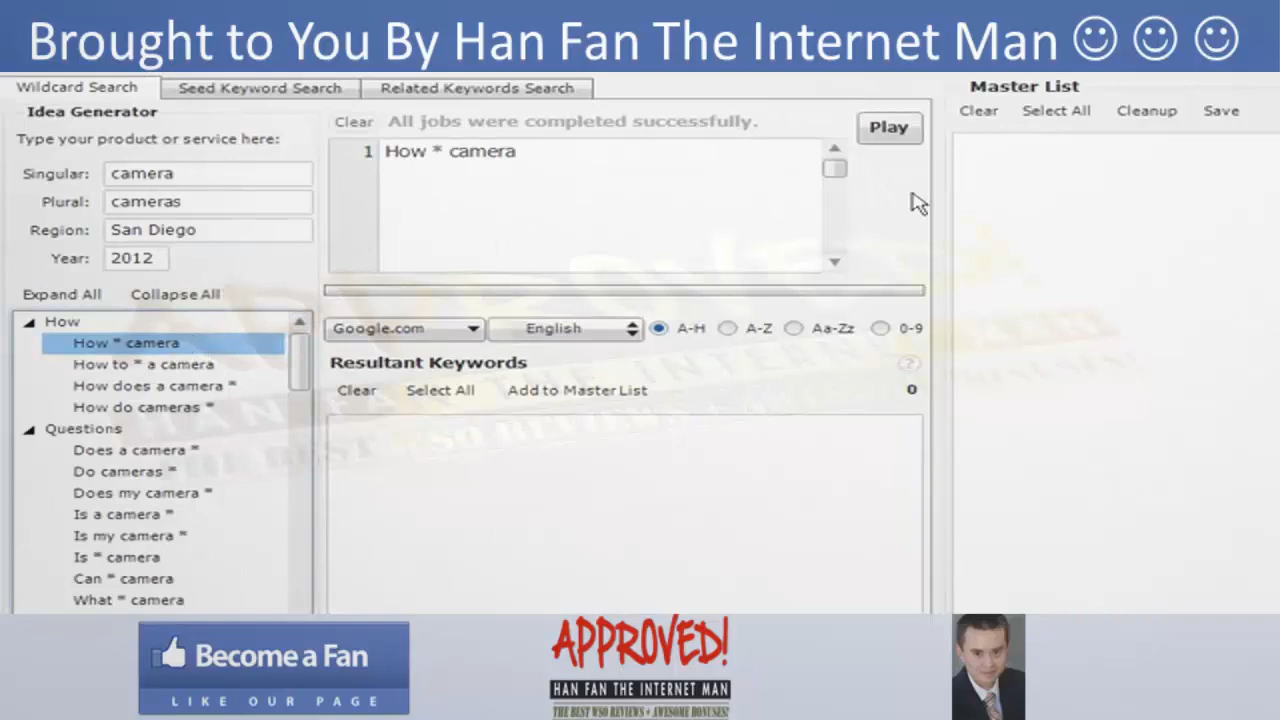 Brought to You By Han Fan The Internet Man ☺ ☺ ☺
Wildcard Search
Seed Keyword Search
Related Keywords Search
Idea Generator
Type your product or service here:
Singular: camera
Plural: cameras
Region: San Diego
Year: 2012
Expand All Collapse All
How
How * camera
How to * a camera
How does a camera *
How do cameras *
Questions
Does a camera *
Do cameras *
Does my camera *
Is a camera *
Is my camera *
Is * camera
Can * camera
What * camera
Clear All jobs were completed successfully.
Play
1 How * camera
Google.com English A-H A-Z Aa-Zz 0-9
Resultant Keywords ?
Clear Select All Add to Master List 0
Master List
Clear Select All Cleanup Save
Become a Fan
LIKE OUR PAGE
APPROVED!
HAN FAN THE INTERNET MAN
THE BEST WSO REVIEWS + AWESOME BONUSES!